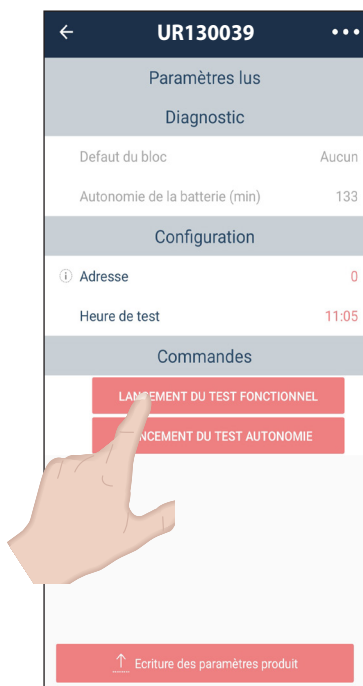 UR130039
Paramètres lus
Diagnostic
Defaut du bloc Aucun
Autonomie de la batterie (min) 133
Configuration
Adresse 0
Heure de test 11:05
Commandes
LANCEMENT DU TEST FONCTIONNEL
LANCEMENT DU TEST AUTONOMIE
Ecriture des paramètres produit